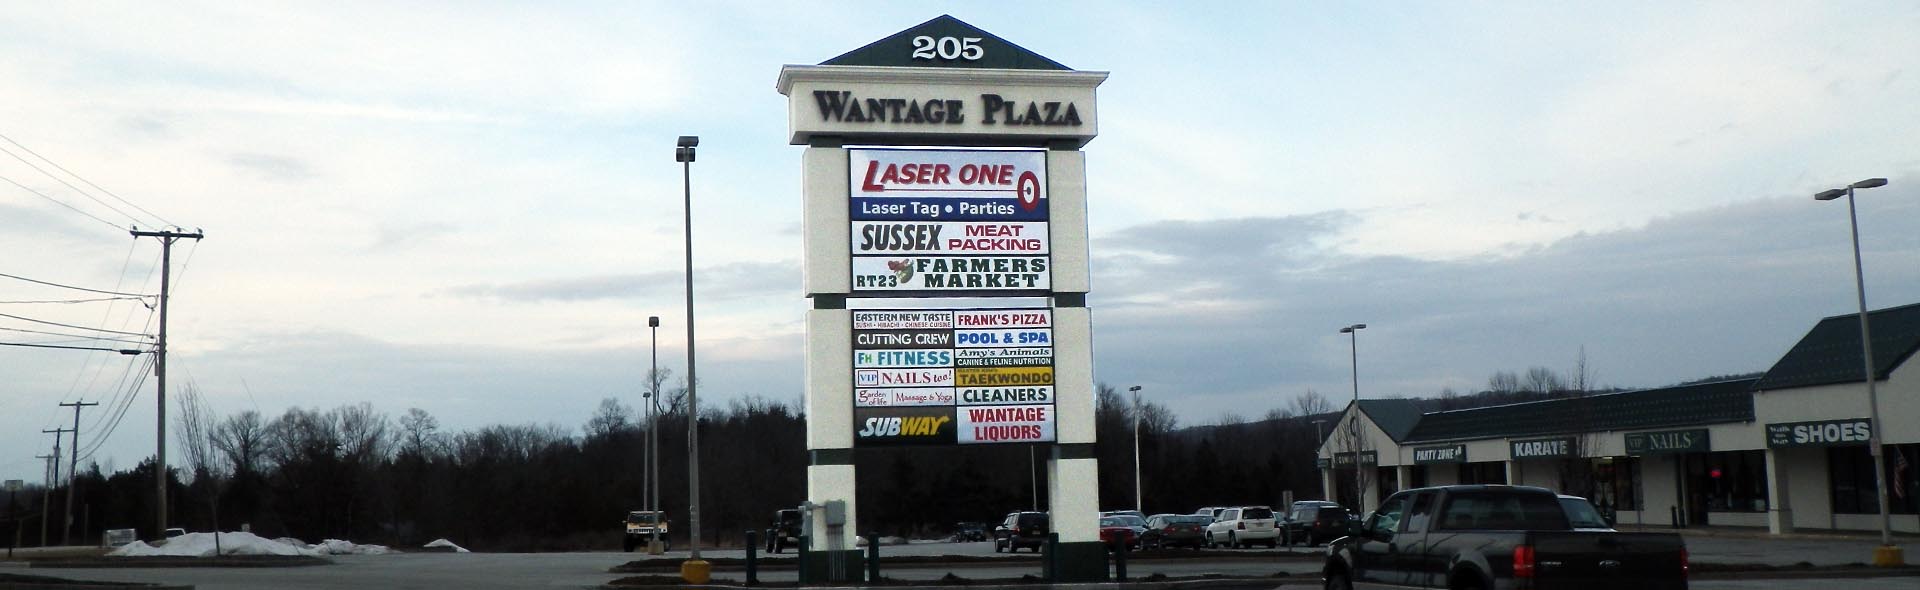 205
WANTAGE PLAZA
LASER ONE
Laser Tag • Parties
SUSSEX MEAT PACKING
RT23 FARMERS MARKET
EASTERN NEW TASTE
SUSHI • HIBACHI • CHINESE CUISINE
FRANK'S PIZZA
CUTTING CREW
POOL & SPA
FH FITNESS
Amy's Animals
CANINE & FELINE NUTRITION
VIP NAILS too!
TAEKWONDO
garden of life Massage & Yoga
CLEANERS
SUBWAY
WANTAGE LIQUORS
PARTY ZONE
KARATE
VIP NAILS
SHOES